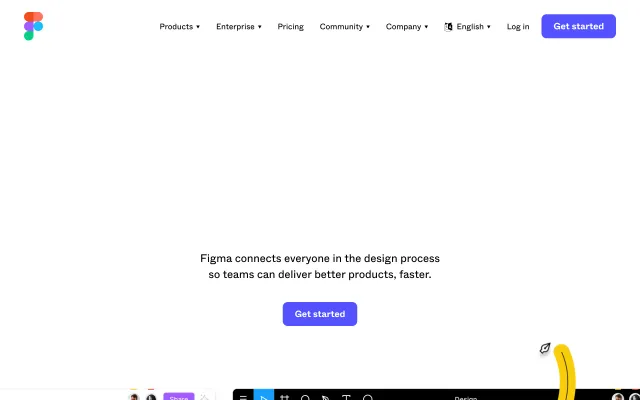 Products
Enterprise
Pricing
Community
Company
English
Log in
Get started
Figma connects everyone in the design process
so teams can deliver better products, faster.
Get started
Share
Design